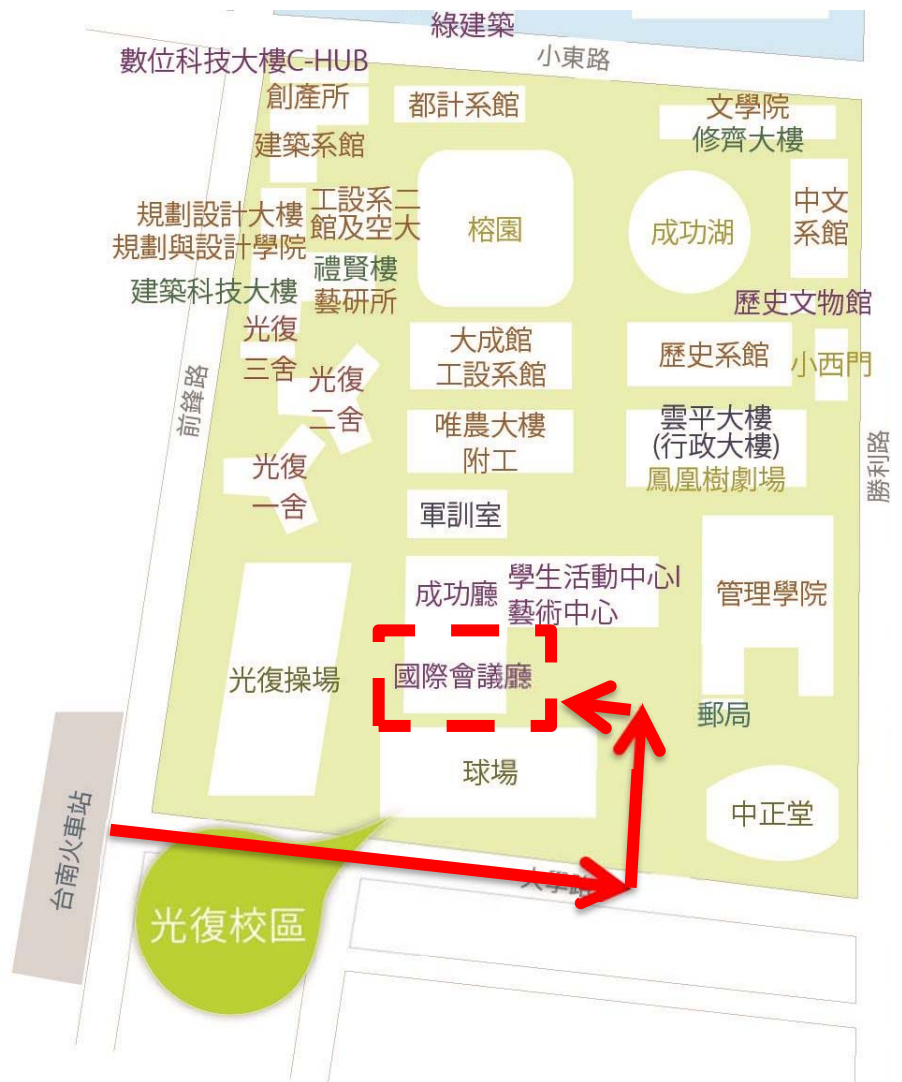 綠建築
小東路
數位科技大樓C-HUB
創產所
都計系館
文學院
修齊大樓
建築系館
中文
系館
工設系二
館及空大
規劃設計大樓
規劃與設計學院
榕園
成功湖
禮賢樓
藝研所
建築科技大樓
歷史文物館
光復
三舍
大成館
工設系館
歷史系館
小西門
光復
二舍
前鋒路
唯農大樓
附工
雲平大樓
(行政大樓)
鳳凰樹劇場
勝利路
光復
一舍
軍訓室
成功廳
學生活動中心I
藝術中心
管理學院
光復操場
國際會議廳
郵局
球場
中正堂
台南火車站
大學路
光復校區